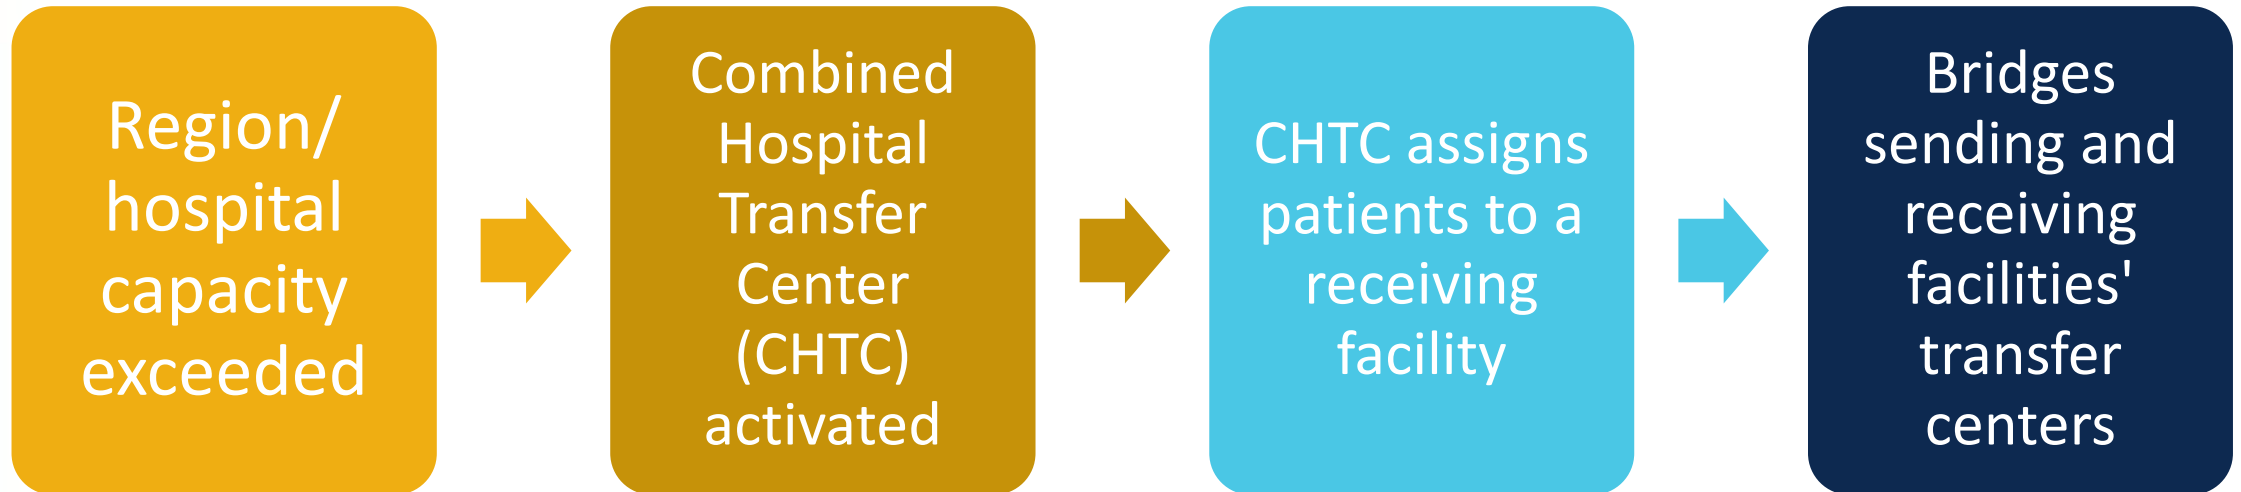 Region/
hospital
capacity
exceeded
Combined
Hospital
Transfer
Center
(CHTC)
activated
CHTC assigns
patients to a
receiving
facility
Bridges
sending and
receiving
facilities'
transfer
centers